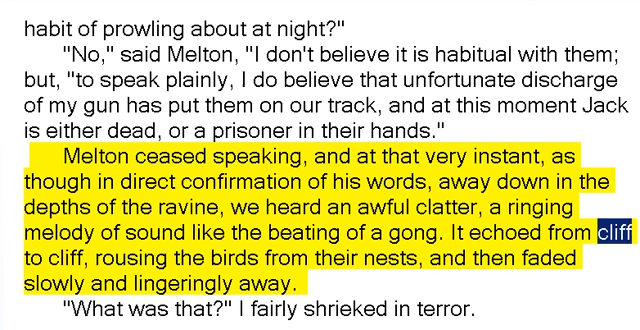 habit of prowling about at night?"
"No," said Melton, "I don't believe it is habitual with them;
but, "to speak plainly, I do believe that unfortunate discharge
of my gun has put them on our track, and at this moment Jack
is either dead, or a prisoner in their hands."
Melton ceased speaking, and at that very instant, as
though in direct confirmation of his words, away down in the
depths of the ravine, we heard an awful clatter, a ringing
melody of sound like the beating of a gong. It echoed from cliff
to cliff, rousing the birds from their nests, and then faded
slowly and lingeringly away.
"What was that?" I fairly shrieked in terror.